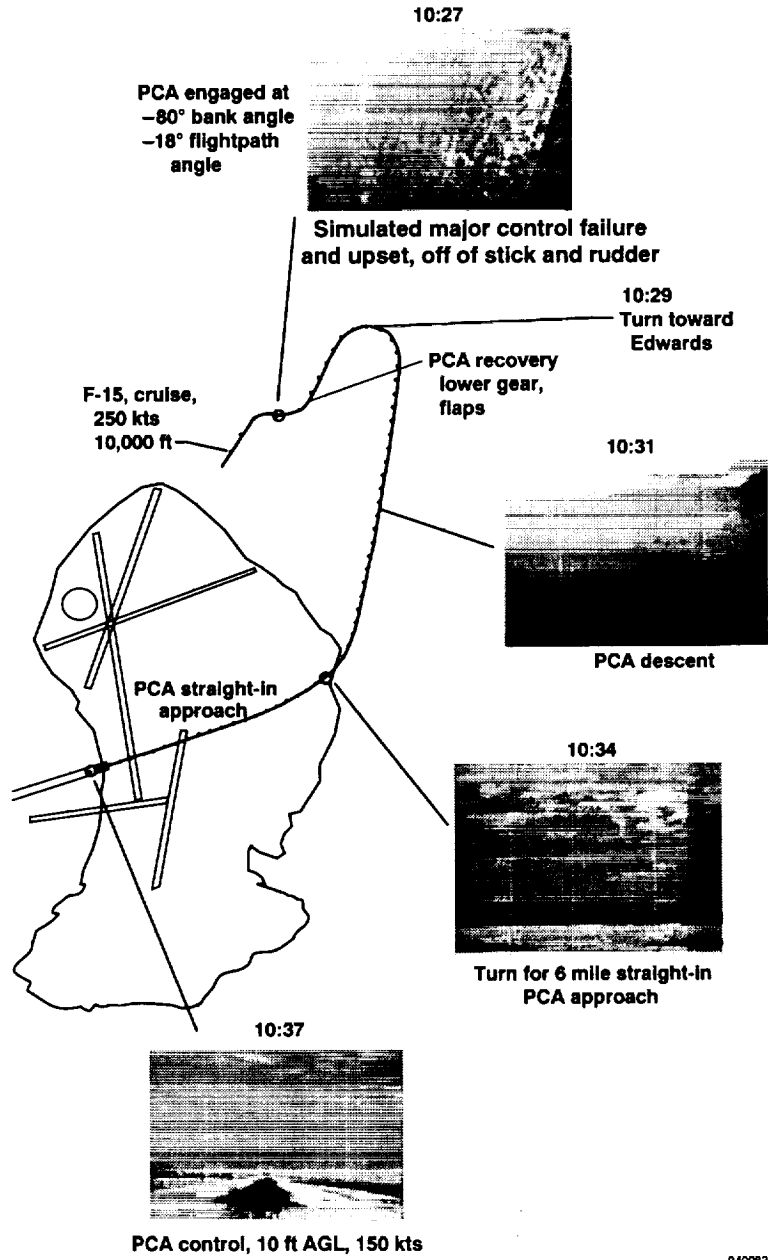 10:27
PCA engaged at
–80° bank angle
–18° flightpath
angle
Simulated major control failure
and upset, off of stick and rudder
10:29
Turn toward
Edwards
PCA recovery
lower gear,
flaps
F-15, cruise,
250 kts
10,000 ft
10:31
PCA descent
PCA straight-in
approach
10:34
Turn for 6 mile straight-in
PCA approach
10:37
PCA control, 10 ft AGL, 150 kts